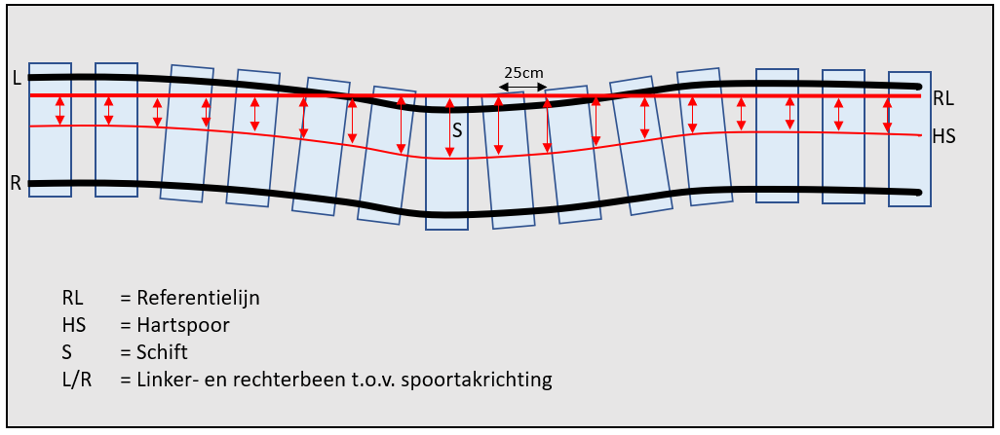 25cm
L
RL
S
HS
R
RL = Referentielijn
HS = Hartspoor
S = Schift
L/R = Linker- en rechterbeen t.o.v. spoortakrichting